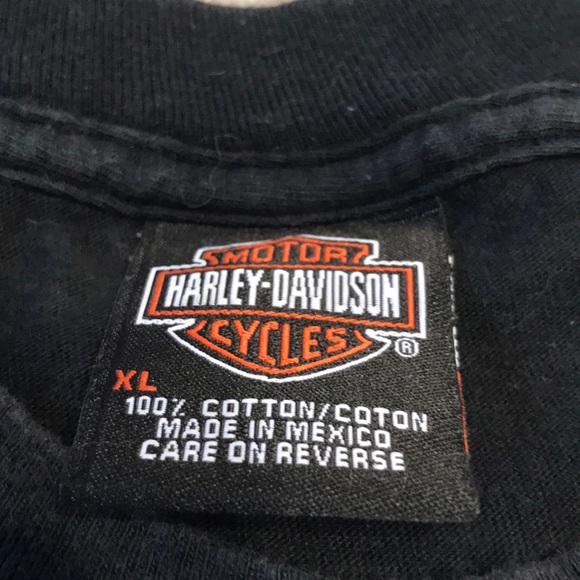 MOTOR
HARLEY-DAVIDSON
CYCLES
®
XL
100% COTTON/COTON
MADE IN MEXICO
CARE ON REVERSE